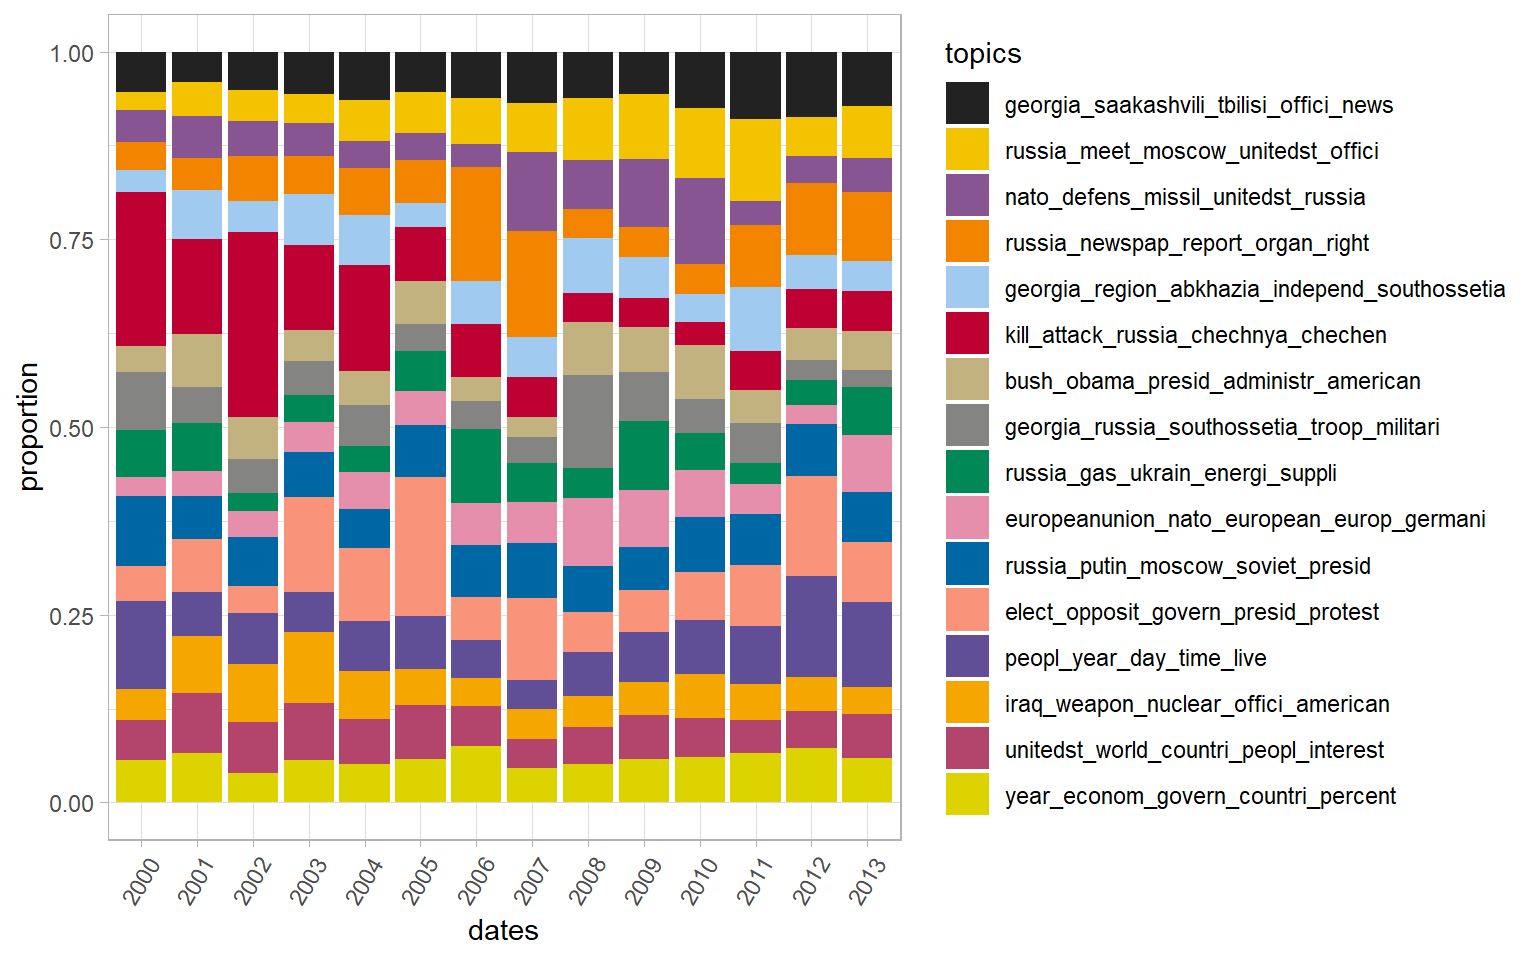 1.00
0.75
0.50
0.25
0.00
proportion
2000
2001
2002
2003
2004
2005
2006
2007
2008
2009
2010
2011
2012
2013
dates
topics
georgia_saakashvili_tbilisi_offici_news
russia_meet_moscow_unitedst_offici
nato_defens_missil_unitedst_russia
russia_newspap_report_organ_right
georgia_region_abkhazia_independ_southossetia
kill_attack_russia_chechnya_chechen
bush_obama_presid_administr_american
georgia_russia_southossetia_troop_militari
russia_gas_ukrain_energi_suppli
europeanunion_nato_european_europ_germani
russia_putin_moscow_soviet_presid
elect_opposit_govern_presid_protest
peopl_year_day_time_live
iraq_weapon_nuclear_offici_american
unitedst_world_countri_peopl_interest
year_econom_govern_countri_percent